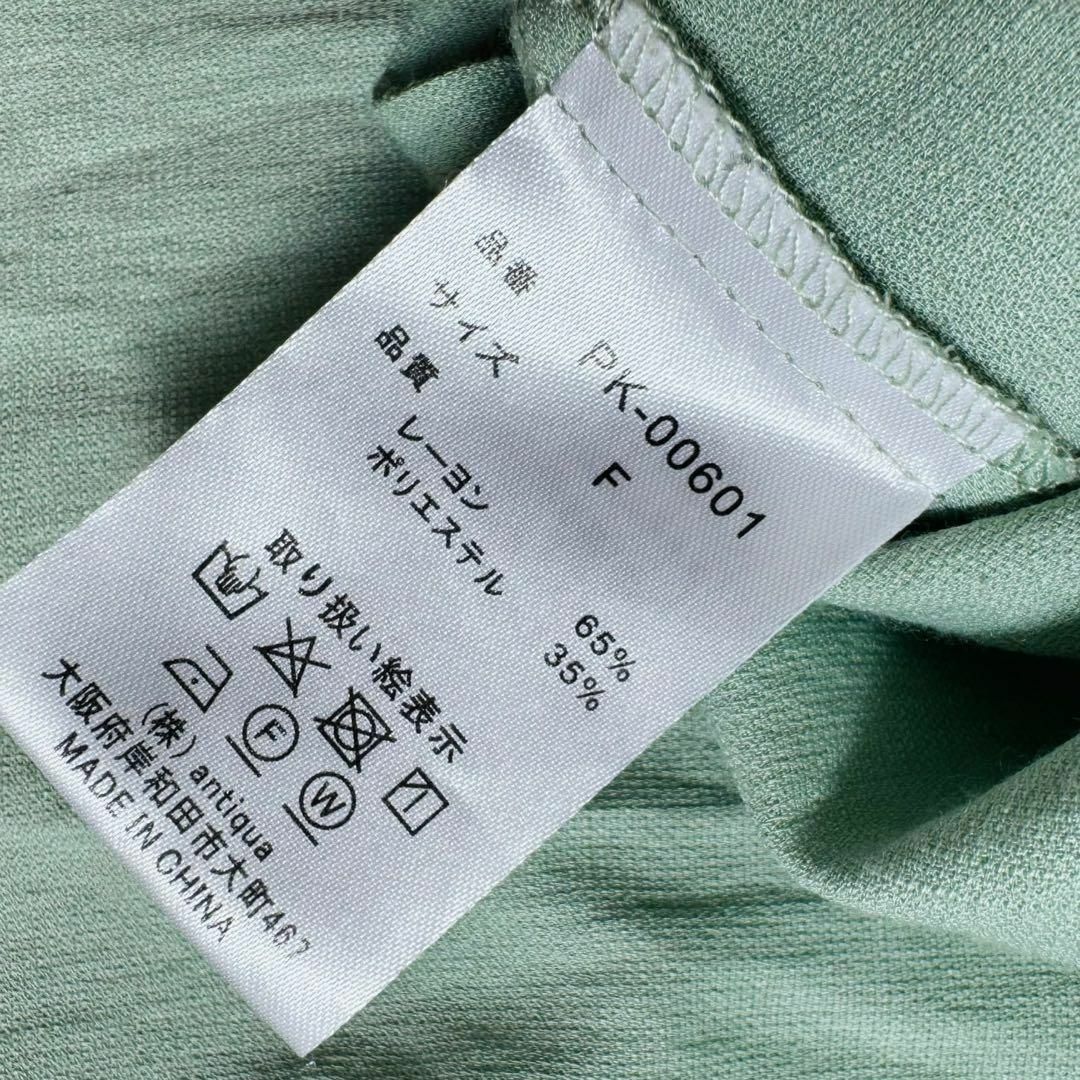 品番 PK-00601
サイズ F
品質
レーヨン 65%
ポリエステル 35%
取り扱い絵表示
F
W
(株) antiqua
大阪府岸和田市大町467
MADE IN CHINA